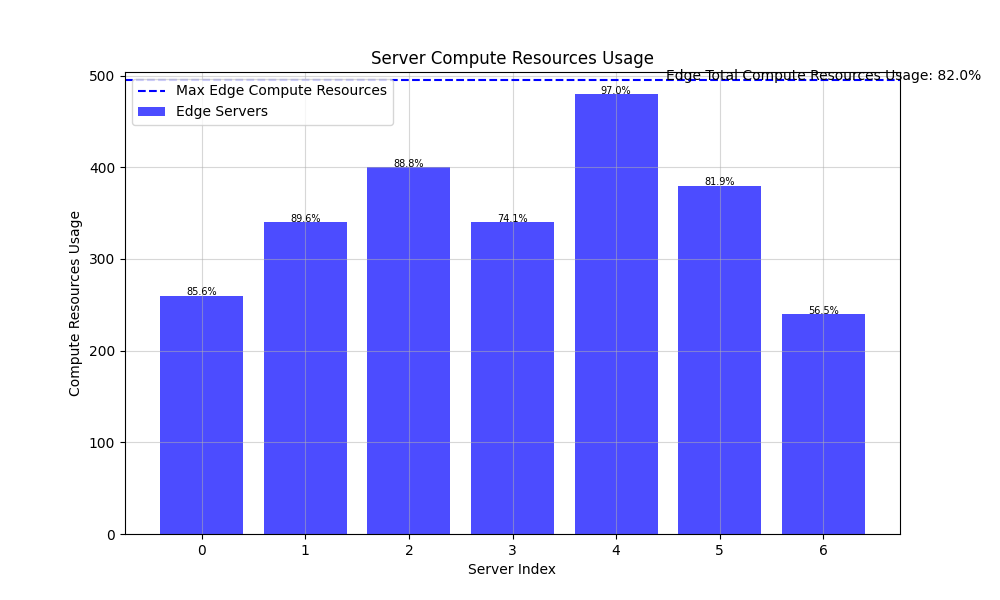 Server Compute Resources Usage
Edge Total Compute Resources Usage: 82.0%
Max Edge Compute Resources
Edge Servers
500
400
300
200
100
0
Compute Resources Usage
85.6%
89.6%
88.8%
74.1%
97.0%
81.9%
56.5%
0 1 2 3 4 5 6
Server Index